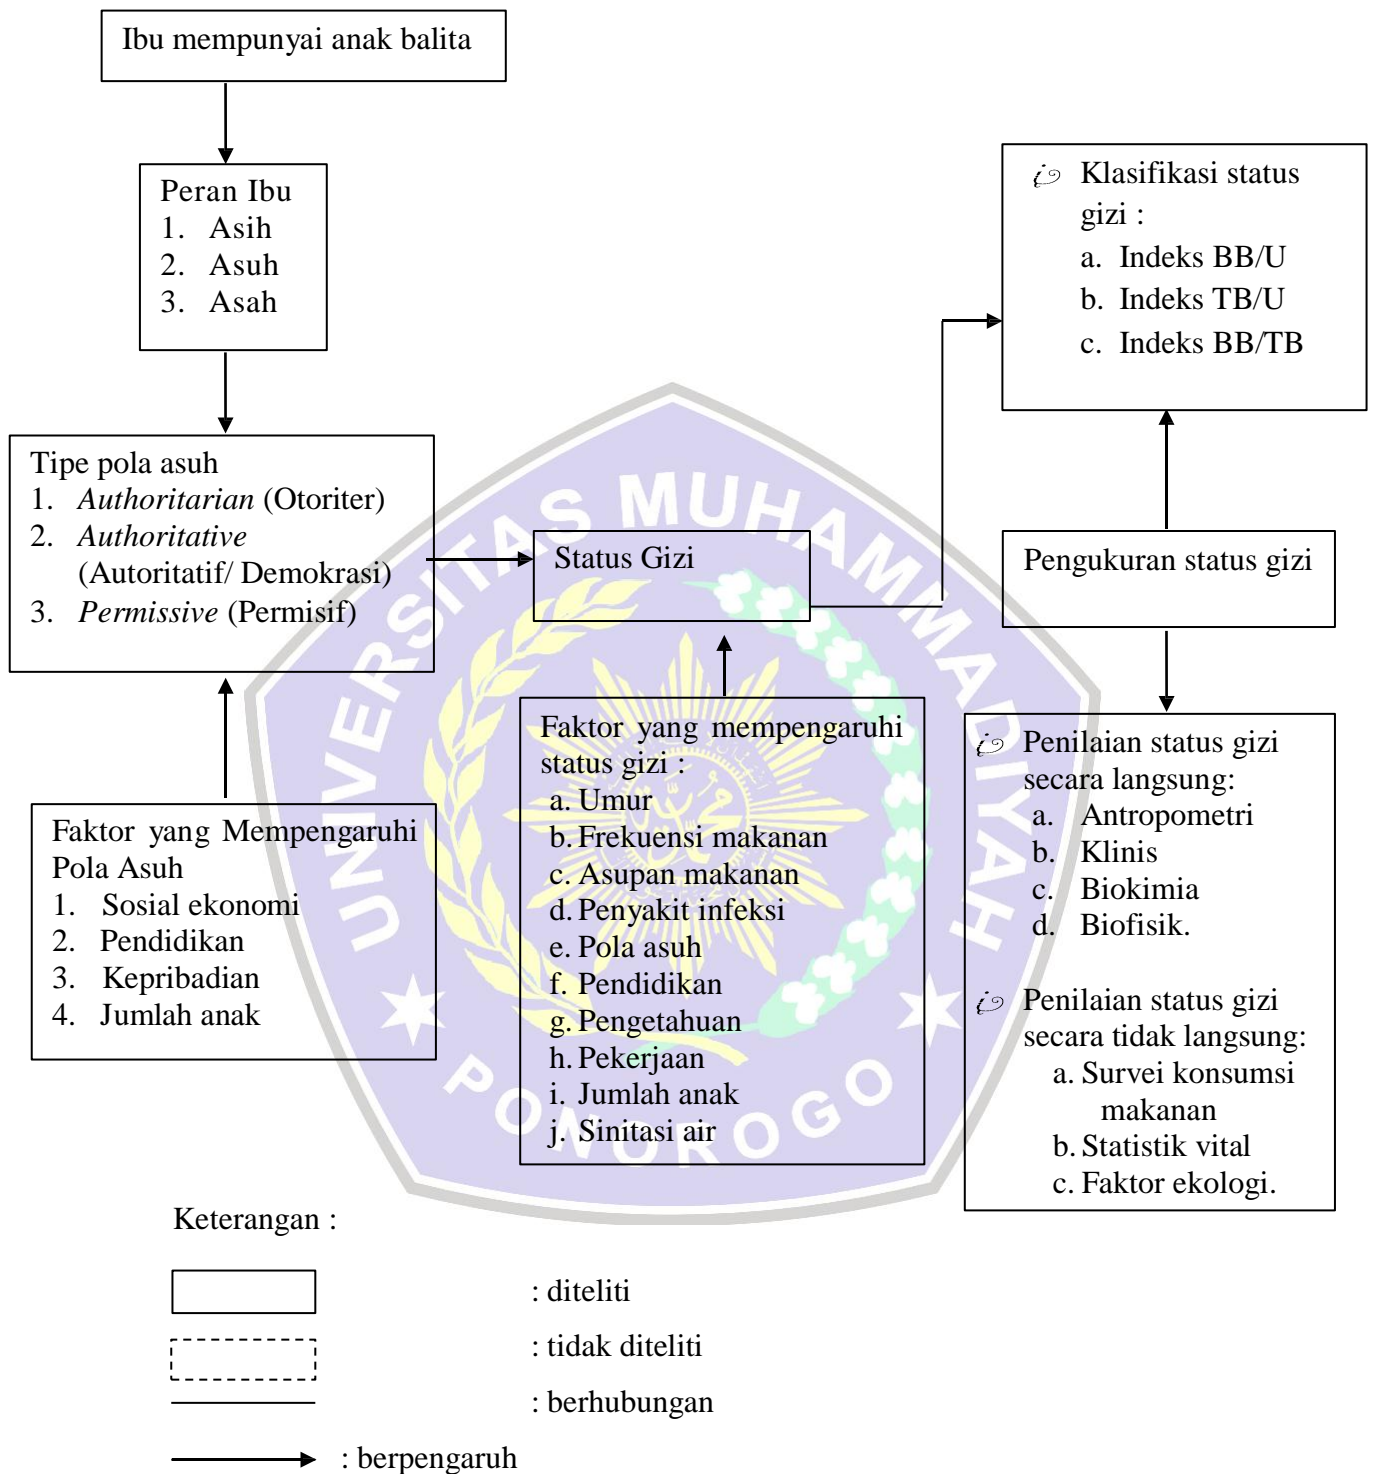 Ibu mempunyai anak balita
Peran Ibu
1. Asih
2. Asuh
3. Asah
Tipe pola asuh
1. Authoritarian (Otoriter)
2. Authoritative
(Autoritatif/ Demokrasi)
3. Permissive (Permisif)
Faktor yang Mempengaruhi
Pola Asuh
1. Sosial ekonomi
2. Pendidikan
3. Kepribadian
4. Jumlah anak
Status Gizi
Faktor yang mempengaruhi
status gizi :
a. Umur
b. Frekuensi makanan
c. Asupan makanan
d. Penyakit infeksi
e. Pola asuh
f. Pendidikan
g. Pengetahuan
h. Pekerjaan
i. Jumlah anak
j. Sinitasi air
Klasifikasi status
gizi :
a. Indeks BB/U
b. Indeks TB/U
c. Indeks BB/TB
Pengukuran status gizi
Penilaian status gizi
secara langsung:
a. Antropometri
b. Klinis
c. Biokimia
d. Biofisik.
Penilaian status gizi
secara tidak langsung:
a. Survei konsumsi
makanan
b. Statistik vital
c. Faktor ekologi.
UNIVERSITAS MUHAMMADIYAH
PONOROGO
Keterangan :
: diteliti
: tidak diteliti
: berhubungan
: berpengaruh